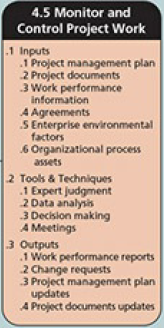 4.5 Monitor and
Control Project Work
.1 Inputs
.1 Project management plan
.2 Project documents
.3 Work performance
information
.4 Agreements
.5 Enterprise environmental
factors
.6 Organizational process
assets
.2 Tools & Techniques
.1 Expert judgment
.2 Data analysis
.3 Decision making
.4 Meetings
.3 Outputs
.1 Work performance reports
.2 Change requests
.3 Project management plan
updates
.4 Project documents updates